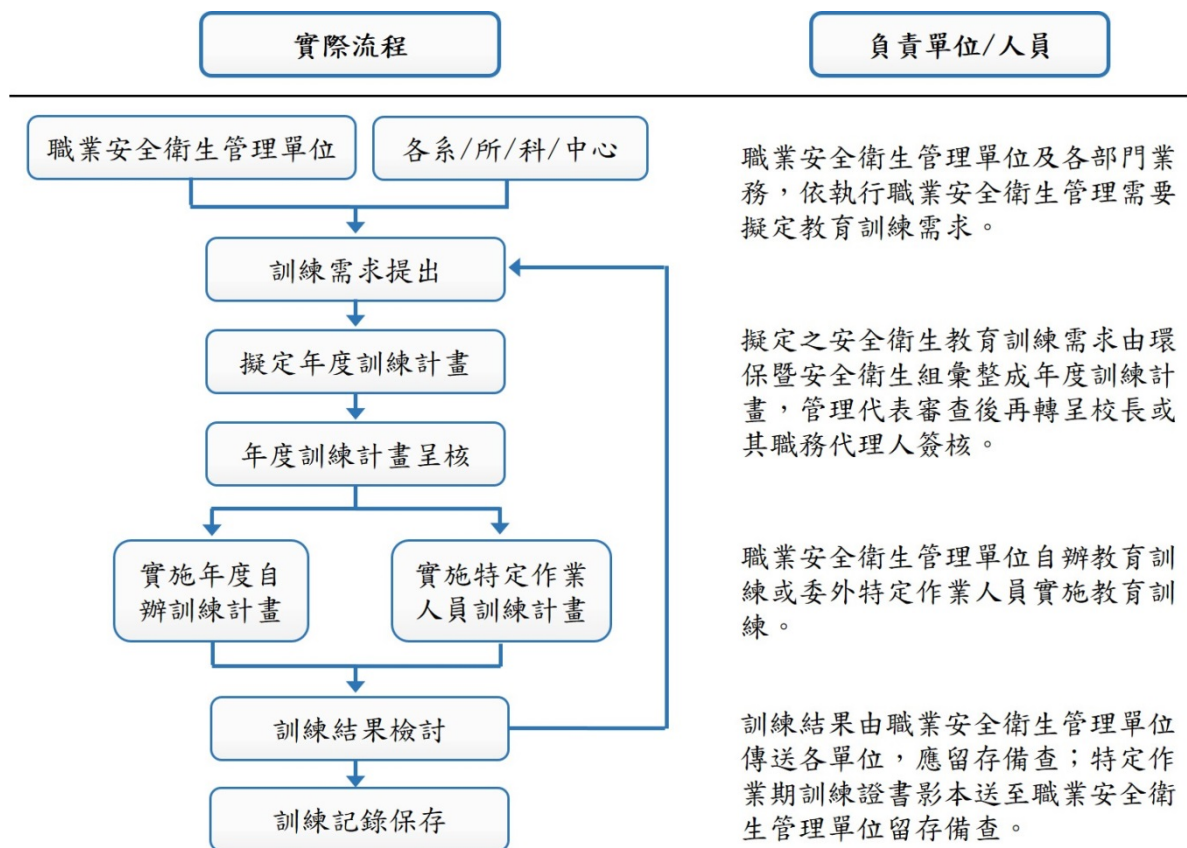 實際流程
負責單位/人員
職業安全衛生管理單位
各系/所/科/中心
職業安全衛生管理單位及各部門業
務，依執行職業安全衛生管理需要
擬定教育訓練需求。
訓練需求提出
擬定年度訓練計畫
擬定之安全衛生教育訓練需求由環
保暨安全衛生組彙整成年度訓練計
畫，管理代表審查後再轉呈校長或
其職務代理人簽核。
年度訓練計畫呈核
實施年度自
辦訓練計畫
實施特定作業
人員訓練計畫
職業安全衛生管理單位自辦教育訓
練或委外特定作業人員實施教育訓
練。
訓練結果檢討
訓練結果由職業安全衛生管理單位
傳送各單位，應留存備查；特定作
業期訓練證書影本送至職業安全衛
生管理單位留存備查。
訓練記錄保存